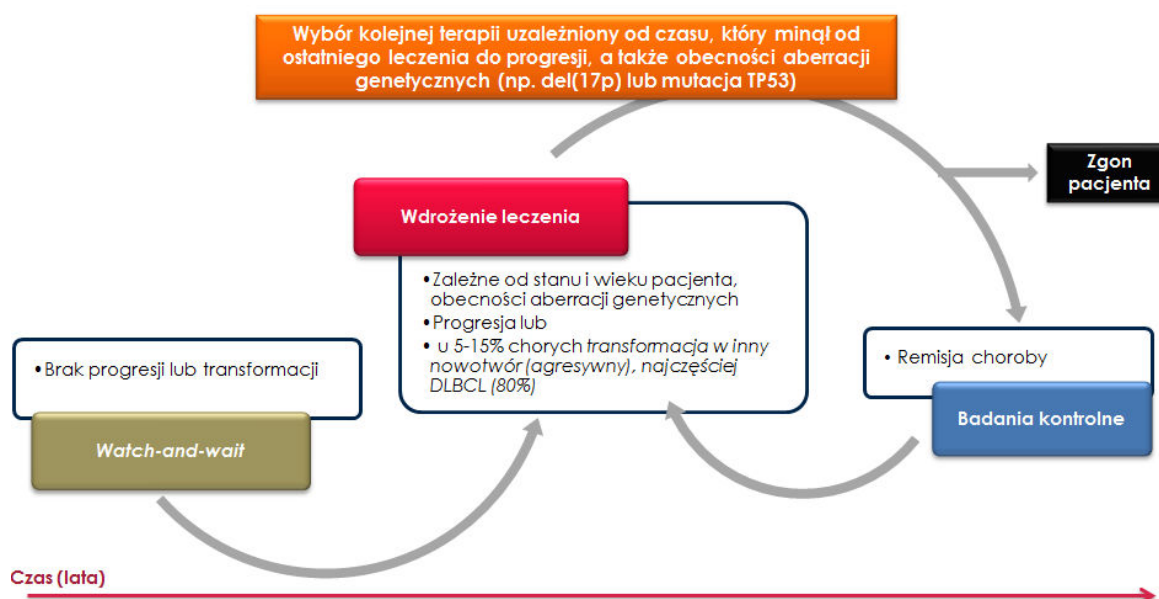 Wybór kolejnej terapii uzależniony od czasu, który minął od
ostatniego leczenia do progresji, a także obecności aberracji
genetycznych (np. del(17p) lub mutacja TP53)
Zgon
pacjenta
Wdrożenie leczenia
•Zależne od stanu i wieku pacjenta,
obecności aberracji genetycznych
•Progresja lub
• u 5-15% chorych transformacja w inny
nowotwór (agresywny), najczęściej
DLBCL (80%)
•Brak progresji lub transformacji
Watch-and-wait
• Remisja choroby
Badania kontrolne
Czas (lata)